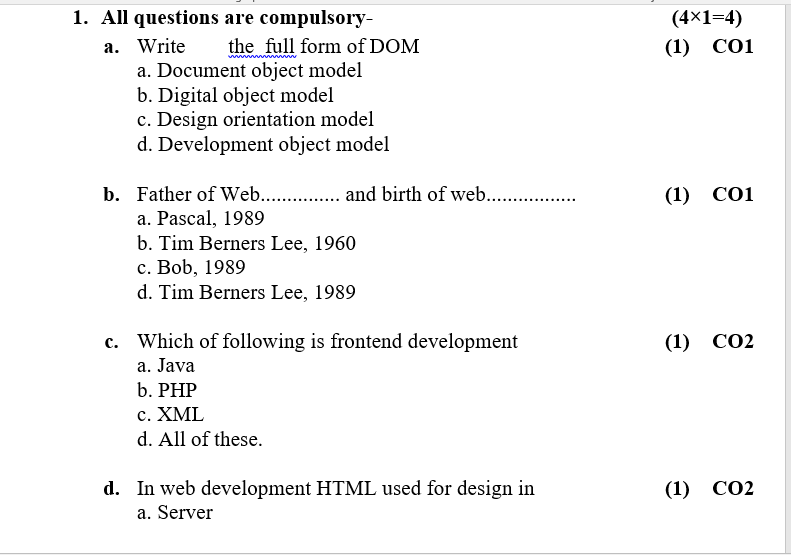 1. All questions are compulsory- (4×1=4)
a. Write the full form of DOM (1) CO1
a. Document object model
b. Digital object model
c. Design orientation model
d. Development object model
b. Father of Web............... and birth of web................. (1) CO1
a. Pascal, 1989
b. Tim Berners Lee, 1960
c. Bob, 1989
d. Tim Berners Lee, 1989
c. Which of following is frontend development (1) CO2
a. Java
b. PHP
c. XML
d. All of these.
d. In web development HTML used for design in (1) CO2
a. Server